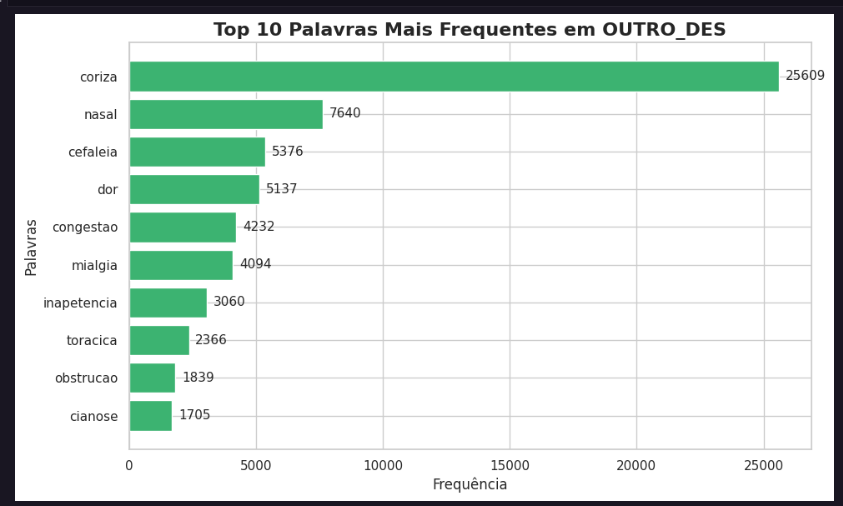 Top 10 Palavras Mais Frequentes em OUTRO_DES
Palavras
coriza 25609
nasal 7640
cefaleia 5376
dor 5137
congestao 4232
mialgia 4094
inapetencia 3060
toracica 2366
obstrucao 1839
cianose 1705
0 5000 10000 15000 20000 25000
Frequência